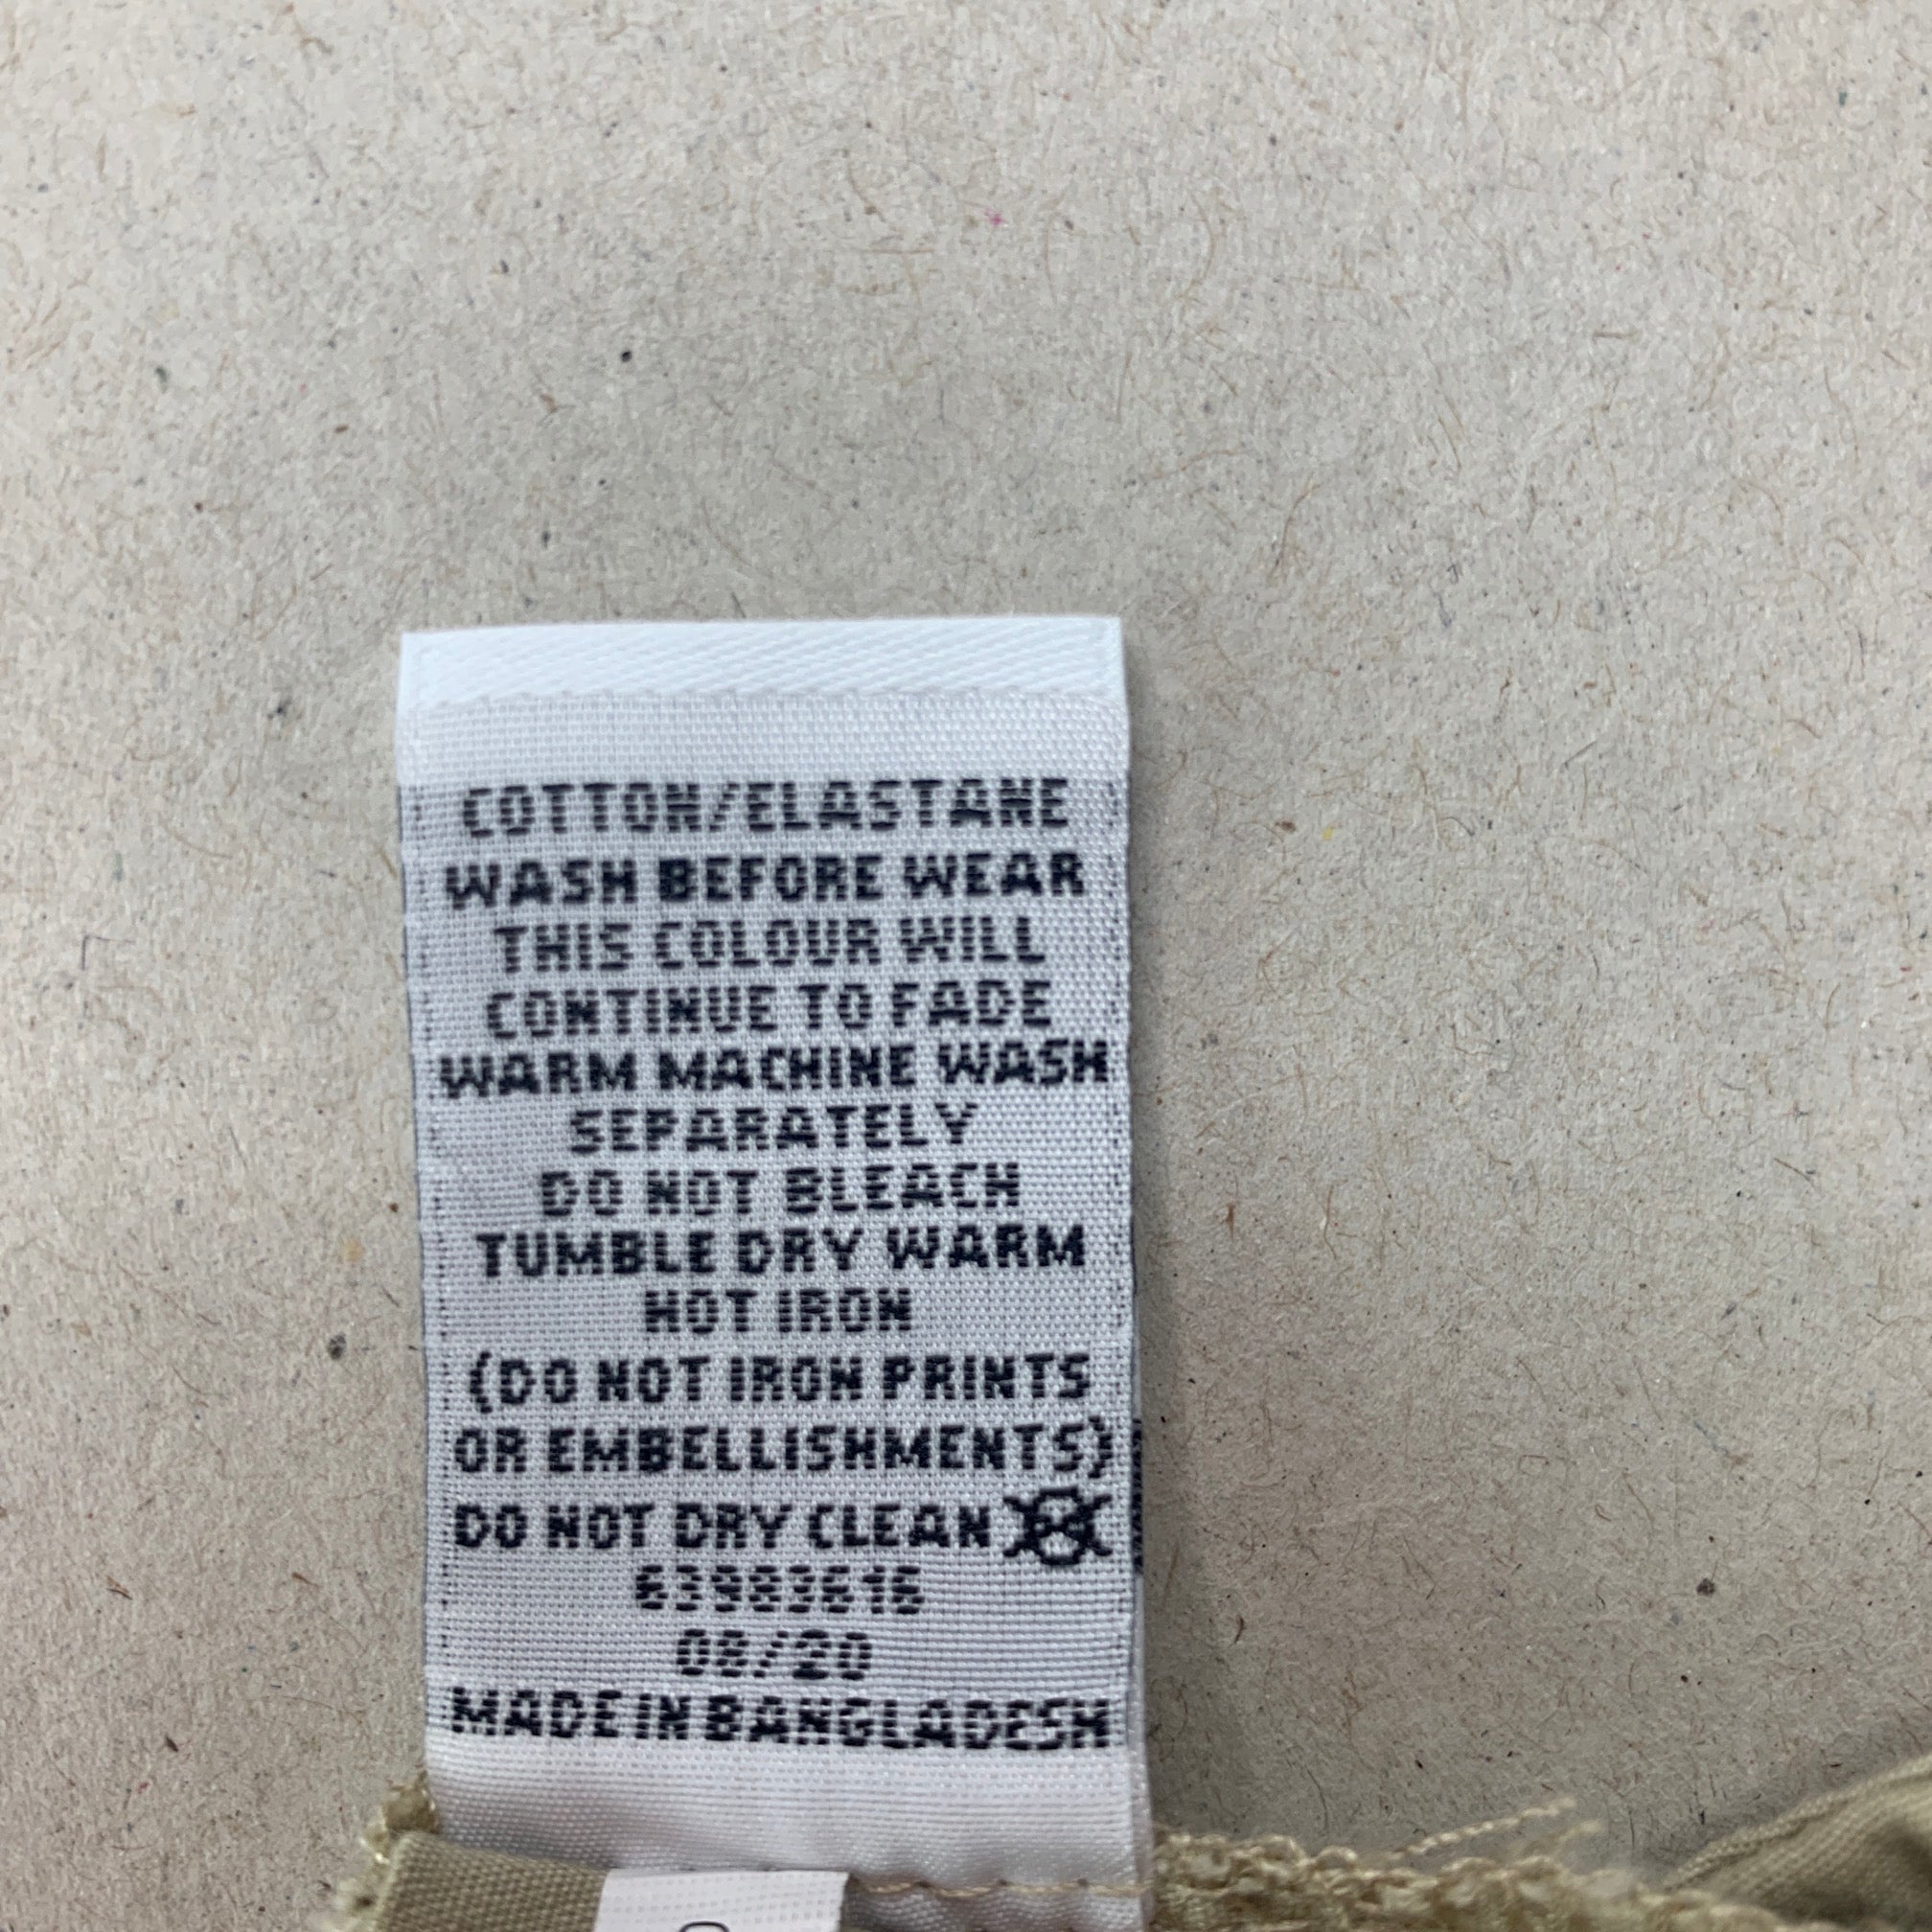 COTTON/ELASTANE
WASH BEFORE WEAR
THIS COLOUR WILL
CONTINUE TO FADE
WARM MACHINE WASH
SEPARATELY
DO NOT BLEACH
TUMBLE DRY WARM
HOT IRON
(DO NOT IRON PRINTS
OR EMBELLISHMENTS)
DO NOT DRY CLEAN
63983616
08/20
MADE IN BANGLADESH